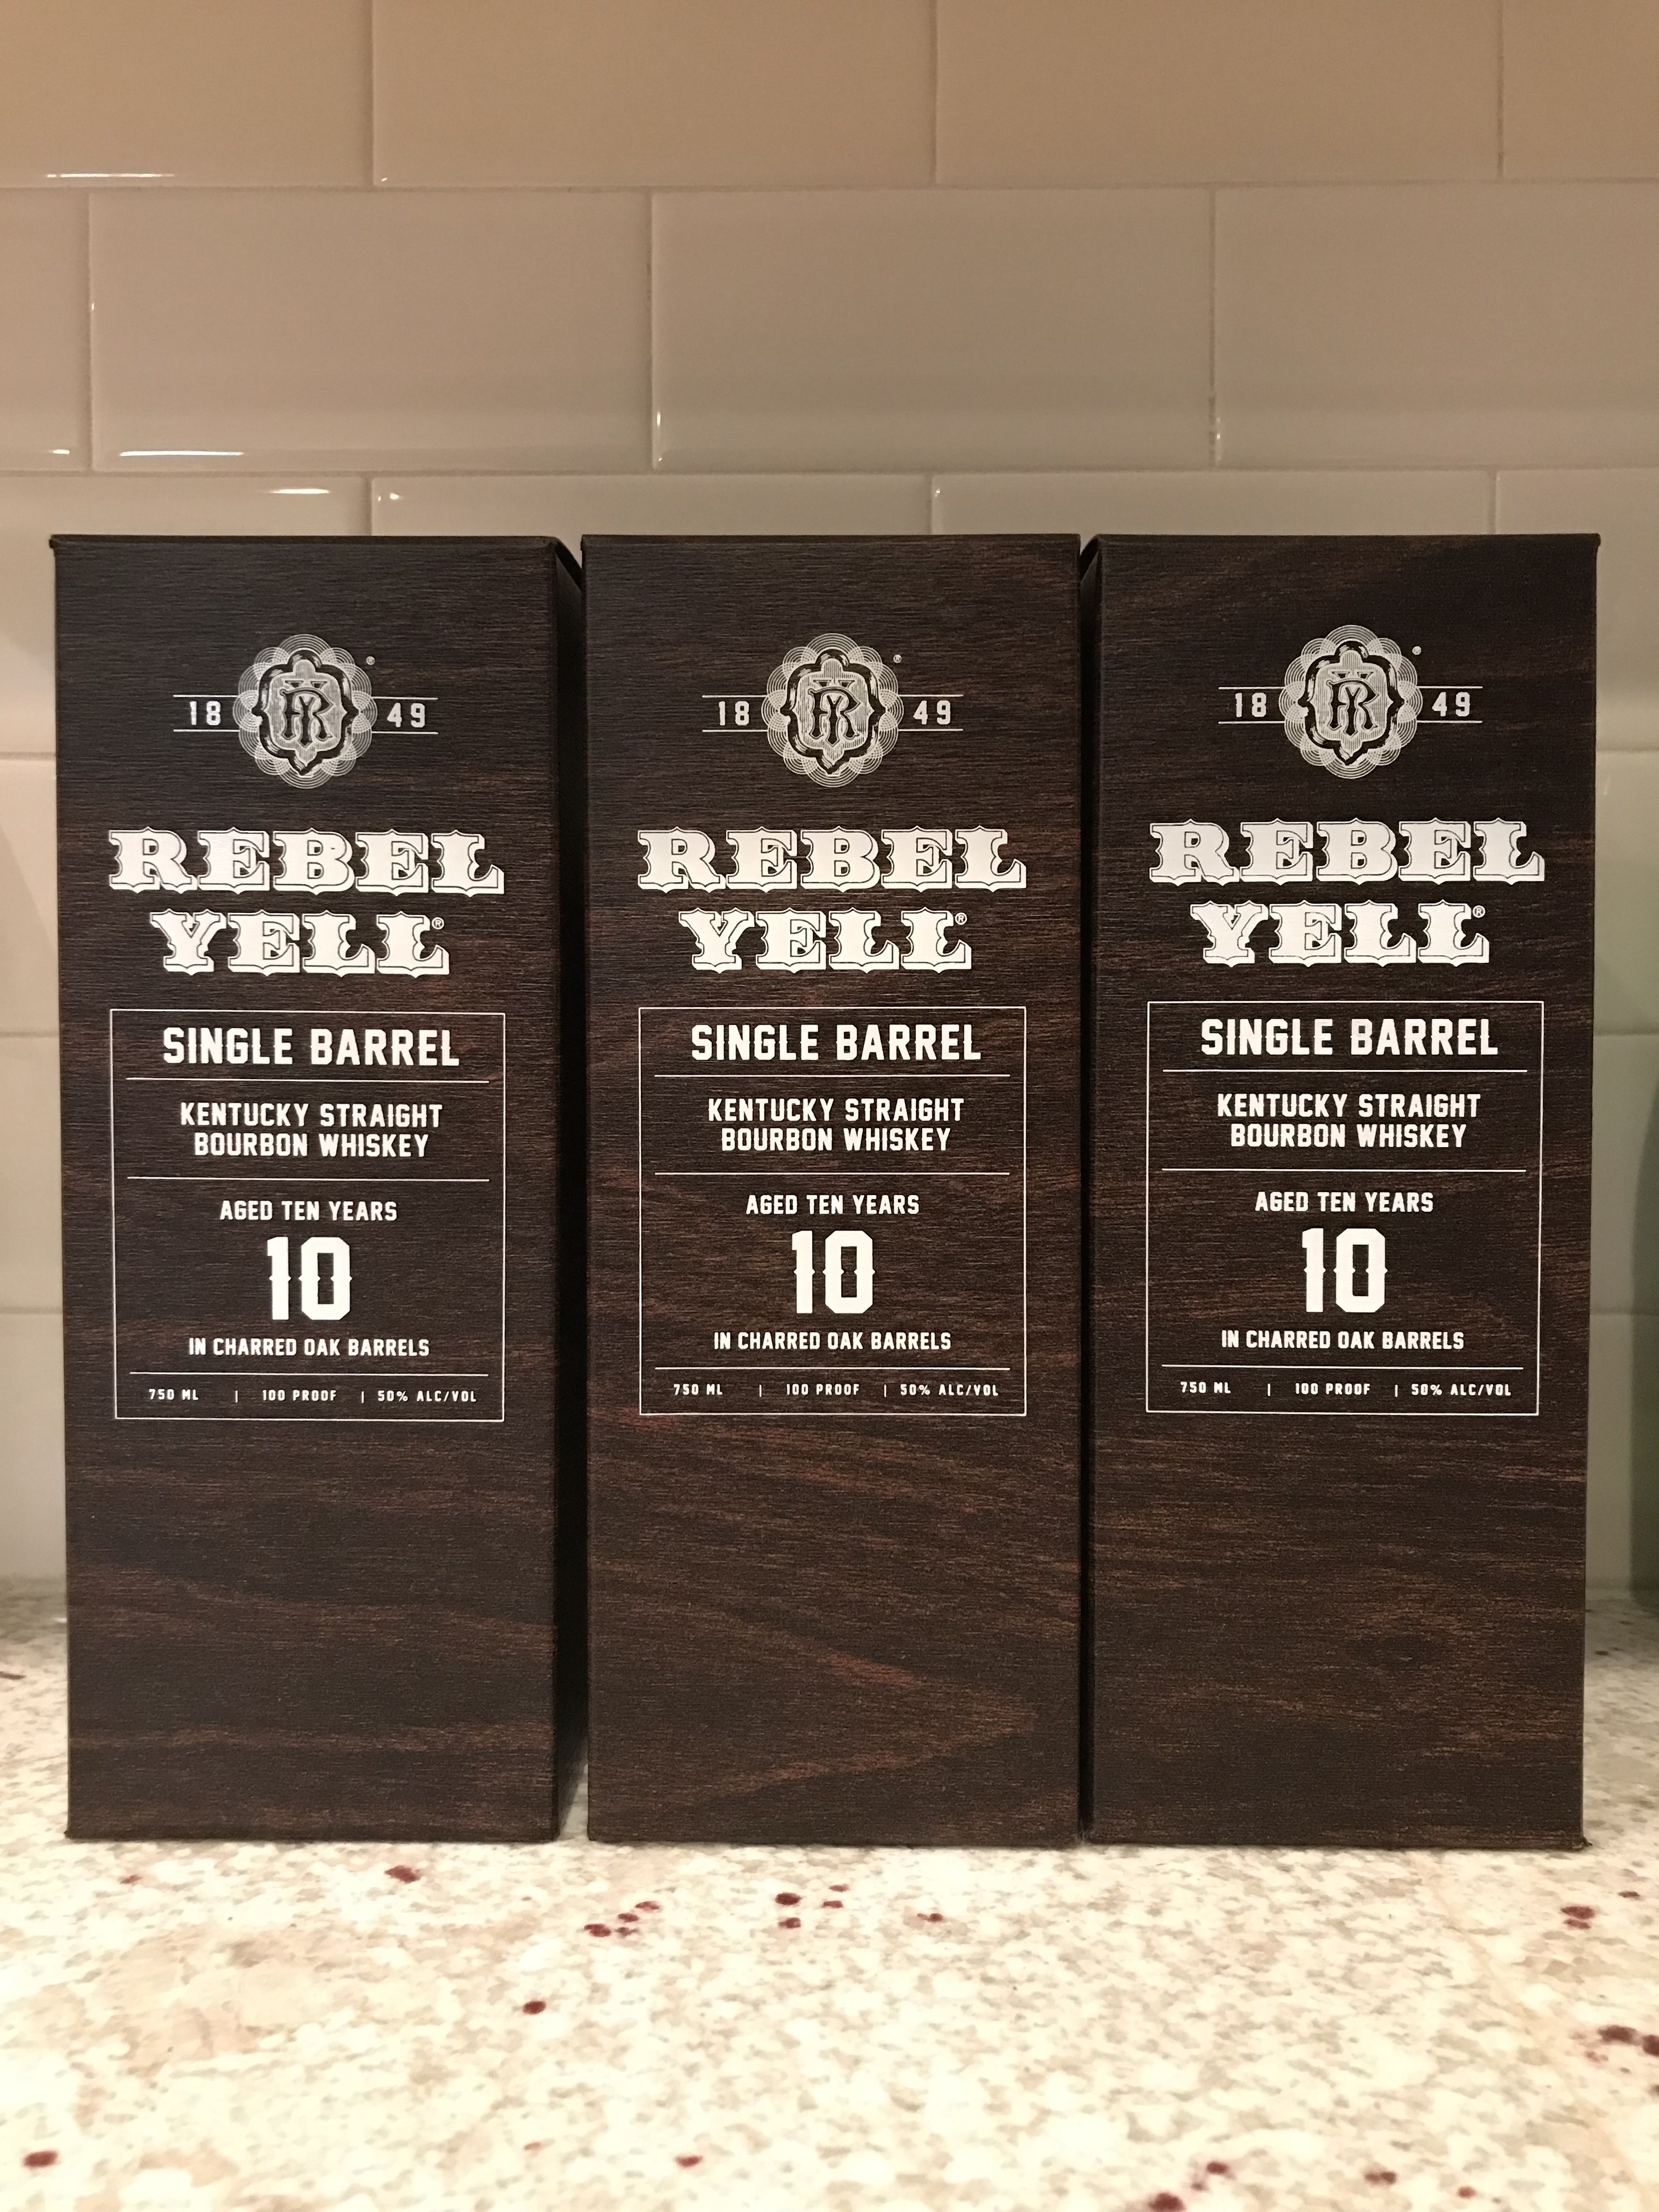 18 RY 49
REBEL
YELL®
SINGLE BARREL
KENTUCKY STRAIGHT
BOURBON WHISKEY
AGED TEN YEARS
10
IN CHARRED OAK BARRELS
750 ML | 100 PROOF | 50% ALC/VOL
18 RY 49
REBEL
YELL®
SINGLE BARREL
KENTUCKY STRAIGHT
BOURBON WHISKEY
AGED TEN YEARS
10
IN CHARRED OAK BARRELS
750 ML | 100 PROOF | 50% ALC/VOL
18 RY 49
REBEL
YELL®
SINGLE BARREL
KENTUCKY STRAIGHT
BOURBON WHISKEY
AGED TEN YEARS
10
IN CHARRED OAK BARRELS
750 ML | 100 PROOF | 50% ALC/VOL